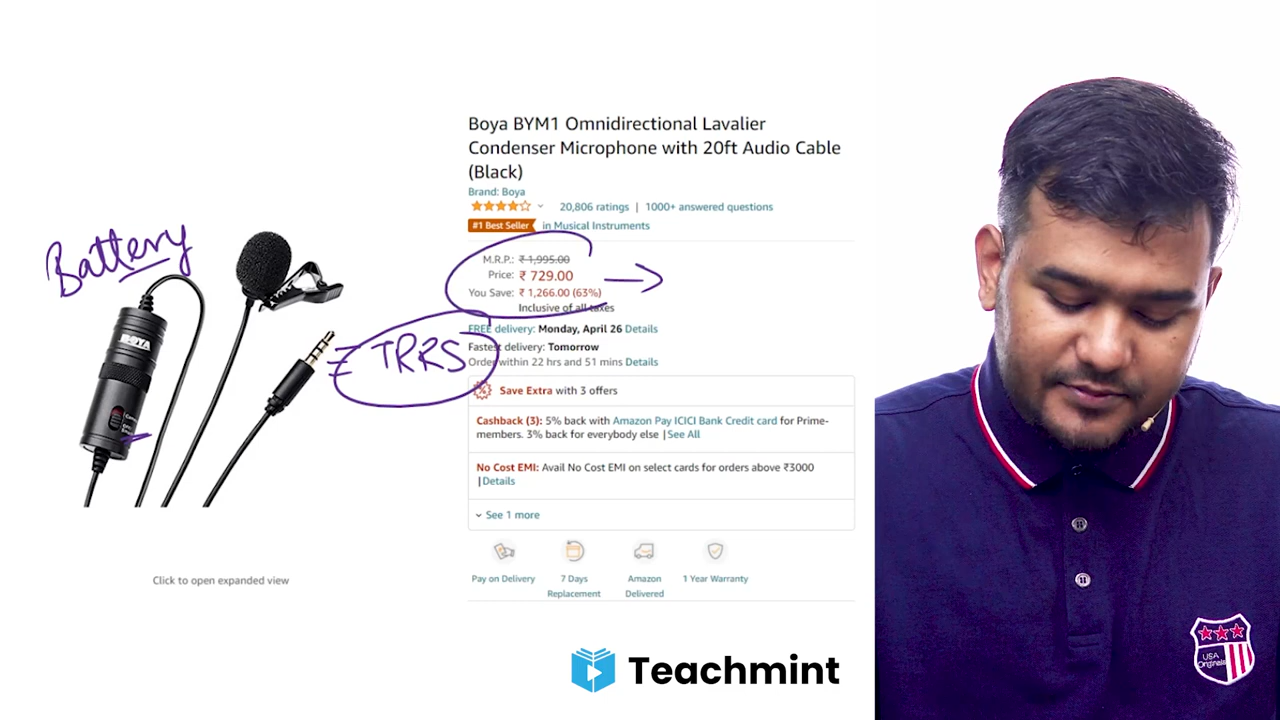 Boya BYM1 Omnidirectional Lavalier
Condenser Microphone with 20ft Audio Cable
(Black)
Brand: Boya
20,806 ratings | 1000+ answered questions
#1 Best Seller in Musical Instruments
M.R.P.: ₹ 1,995.00
Price: ₹ 729.00
You Save: ₹ 1,266.00 (63%)
Inclusive of all taxes
FREE delivery: Monday, April 26 Details
Fastest delivery: Tomorrow
Order within 22 hrs and 51 mins Details
Save Extra with 3 offers
Cashback (3): 5% back with Amazon Pay ICICI Bank Credit card for Prime-
members. 3% back for everybody else |See All
No Cost EMI: Avail No Cost EMI on select cards for orders above ₹3000
|Details
See 1 more
Pay on Delivery
7 Days
Replacement
Amazon
Delivered
1 Year Warranty
Battery
BOYA
TRRS
Click to open expanded view
Teachmint
USA
Originals